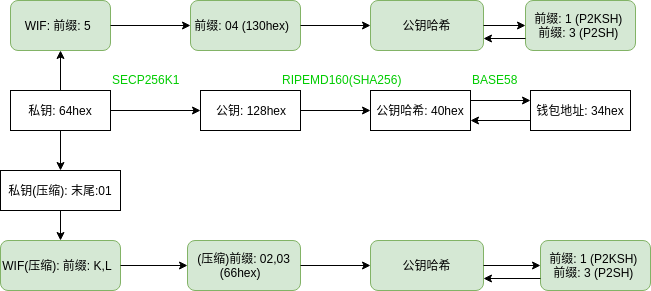 WIF: 前缀: 5
前缀: 04 (130hex)
公钥哈希
前缀: 1 (P2KSH)
前缀: 3 (P2SH)
SECP256K1
RIPEMD160(SHA256)
BASE58
私钥: 64hex
公钥: 128hex
公钥哈希: 40hex
钱包地址: 34hex
私钥(压缩): 末尾:01
WIF(压缩): 前缀: K,L
(压缩)前缀: 02,03
(66hex)
公钥哈希
前缀: 1 (P2KSH)
前缀: 3 (P2SH)